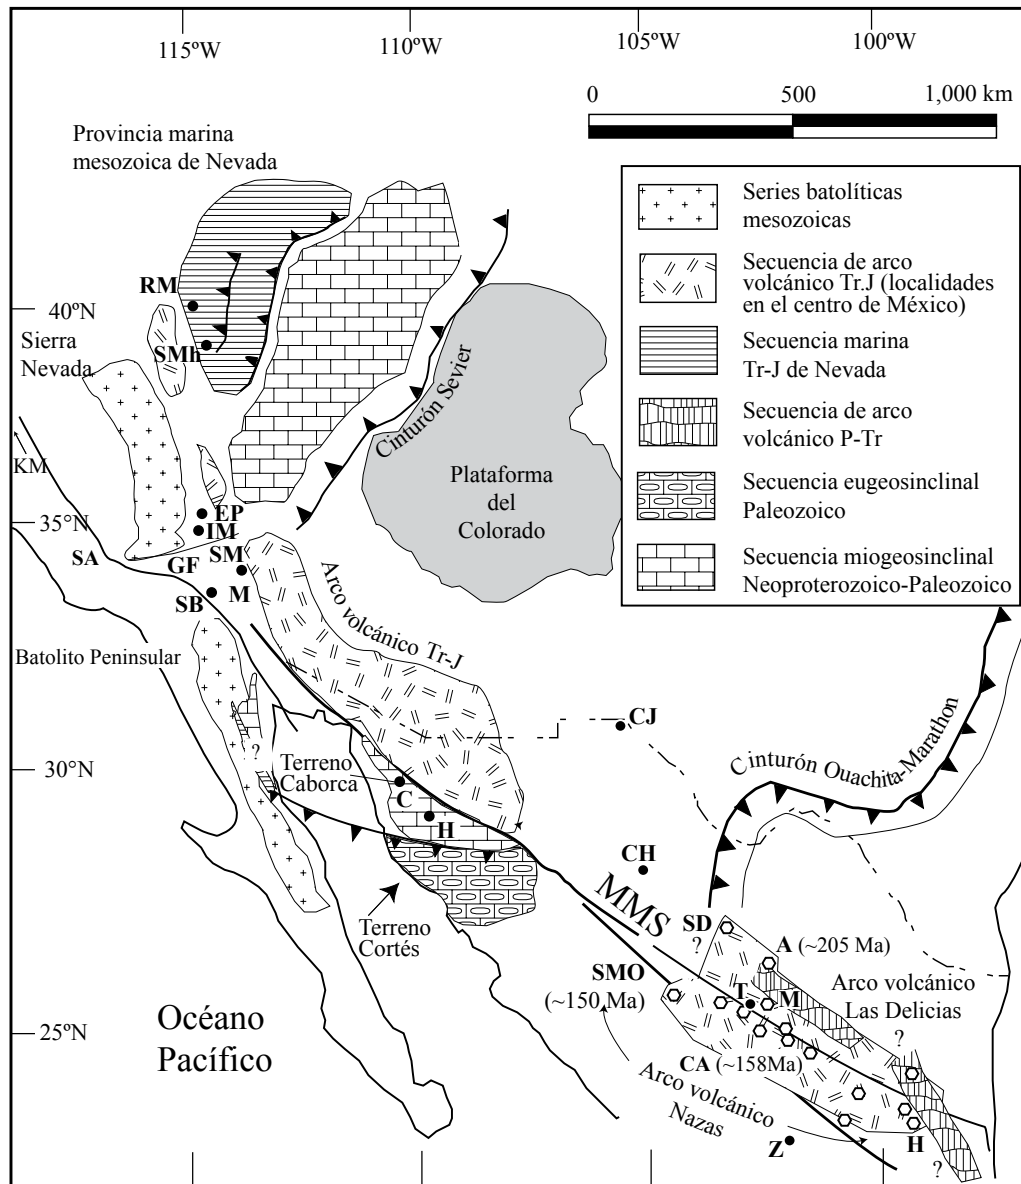 115ºW
110ºW
105ºW
100ºW
0
500
1,000 km
Provincia marina
mesozoica de Nevada
Series batolíticas
mesozoicas
Secuencia de arco
volcánico Tr.J (localidades
en el centro de México)
Secuencia marina
Tr-J de Nevada
Secuencia de arco
volcánico P-Tr
Secuencia eugeosinclinal
Paleozoico
Secuencia miogeosinclinal
Neoproterozoico-Paleozoico
RM
40ºN
Sierra
Nevada
SMh
Cinturón Sevier
Plataforma
del
Colorado
KM
35ºN
EP
IM
SA
GF
SM
SB
M
Arco volcánico Tr-J
Batolito Peninsular
?
CJ
Cinturón Ouachita-Marathon
30°N
Terreno
Caborca
C
H
CH
MMS
Terreno
Cortés
SD
?
A (~205 Ma)
SMO
(~150 Ma)
T
M
Arco volcánico
Las Delicias
?
25°N
Océano
Pacífico
CA (~158Ma)
Arco volcánico
Nazas
Z
H
?